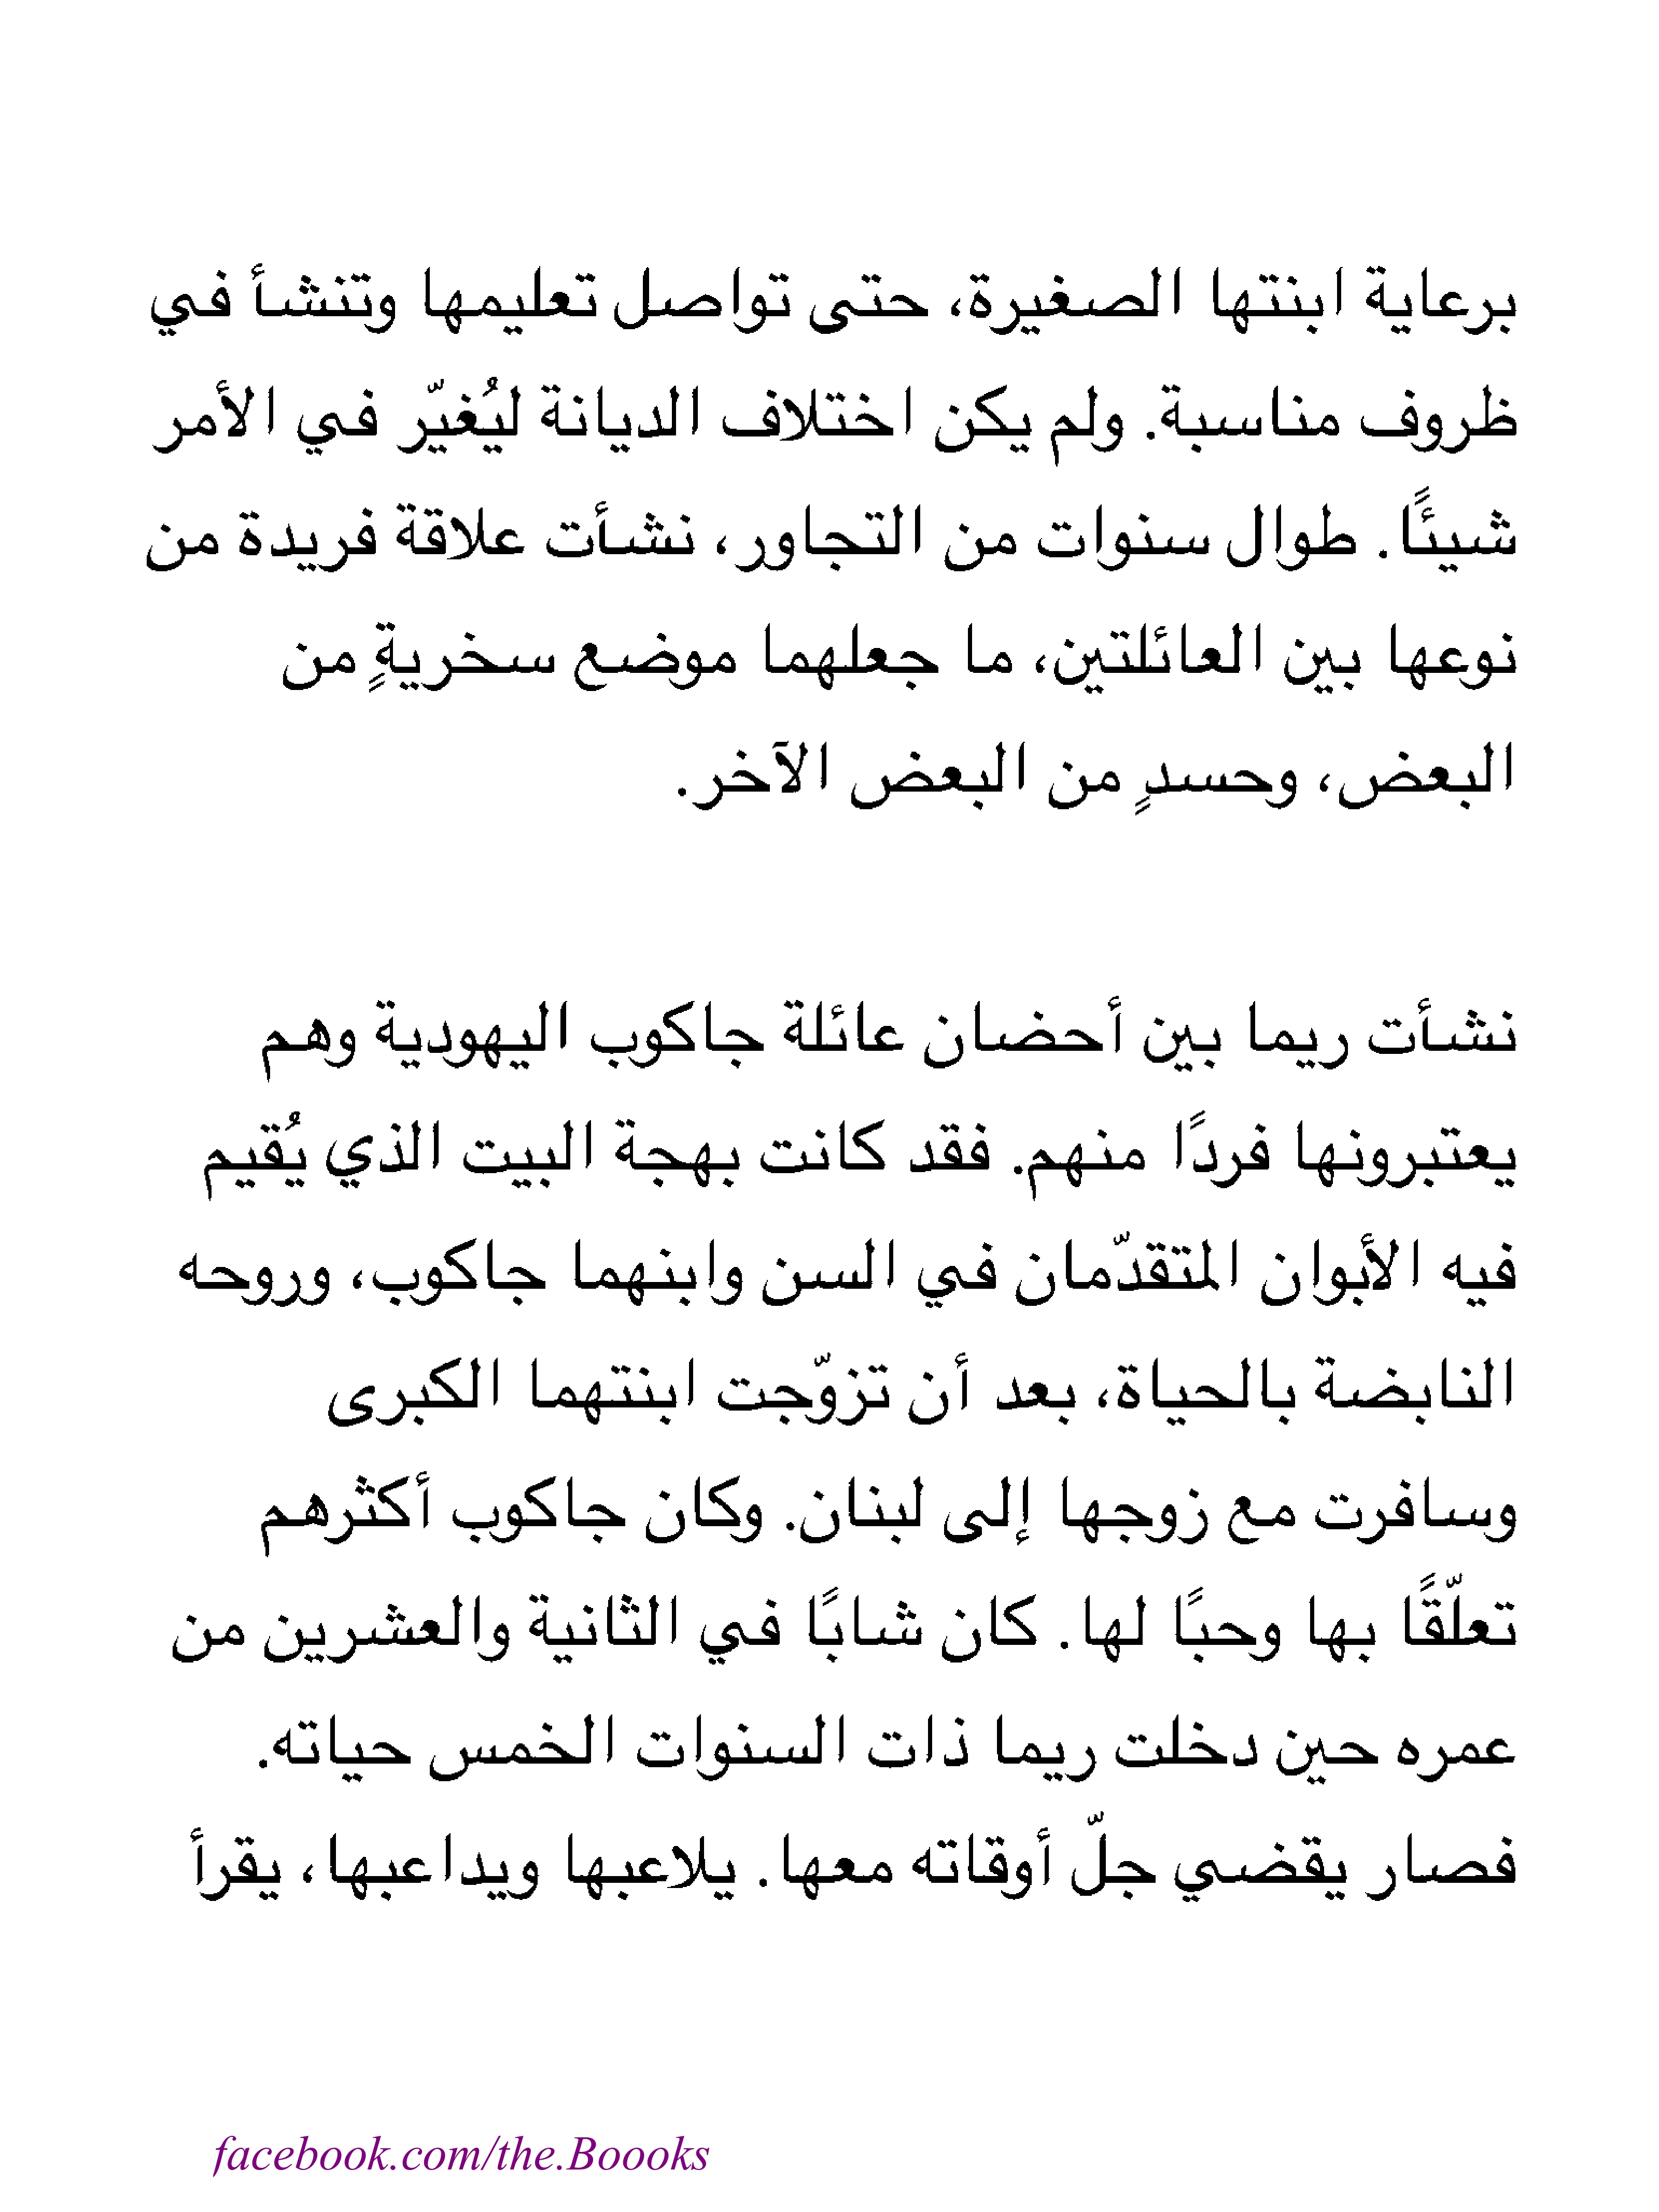 برعاية ابنتها الصغيرة، حتى تواصل تعليمها وتنشأ في
ظروف مناسبة. ولم يكن اختلاف الديانة ليُغيّر في الأمر
شيئًا. طوال سنوات من التجاور، نشأت علاقة فريدة من
نوعها بين العائلتين، ما جعلهما موضع سخريةٍ من
البعض، وحسدٍ من البعض الآخر.
نشأت ريما بين أحضان عائلة جاكوب اليهودية وهم
يعتبرونها فردًا منهم. فقد كانت بهجة البيت الذي يُقيم
فيه الأبوان المتقدّمان في السن وابنهما جاكوب، وروحه
النابضة بالحياة، بعد أن تزوّجت ابنتهما الكبرى
وسافرت مع زوجها إلى لبنان. وكان جاكوب أكثرهم
تعلّقًا بها وحبًا لها. كان شابًا في الثانية والعشرين من
عمره حين دخلت ريما ذات السنوات الخمس حياته.
فصار يقضي جلّ أوقاته معها. يلاعبها ويداعبها، يقرأ
facebook.com/the.Boooks